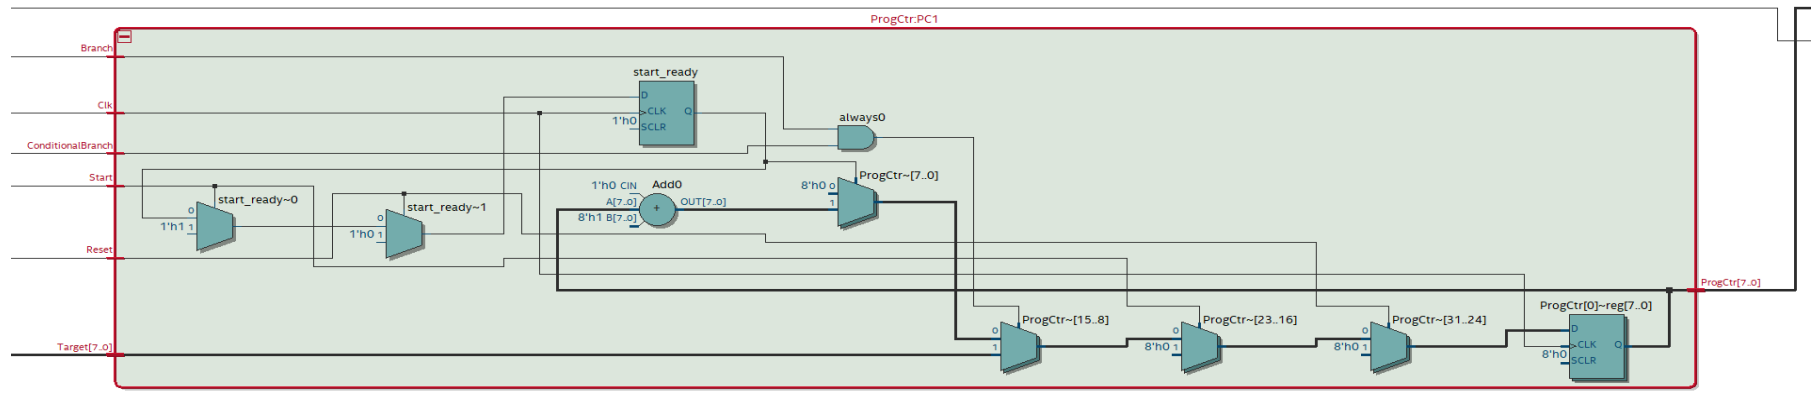 ProgCtr:PC1
Branch
start_ready
D
Clk
CLK
Q
1'h0
SCLR
always0
ConditionalBranch
Start
ProgCtr~[7..0]
1'h0 CIN
Add0
8'h0 0
start_ready~0
A[7..0]
+
OUT[7..0]
1
start_ready~1
0
8'h1 B[7..0]
0
1'h1 1
1'h0 1
Reset
ProgCtr[7..0]
ProgCtr[0]~reg[7..0]
ProgCtr~[15..8]
ProgCtr~[23..16]
ProgCtr~[31..24]
0
0
0
D
Target[7..0]
1
8'h0 1
8'h0 1
CLK
Q
8'h0
SCLR